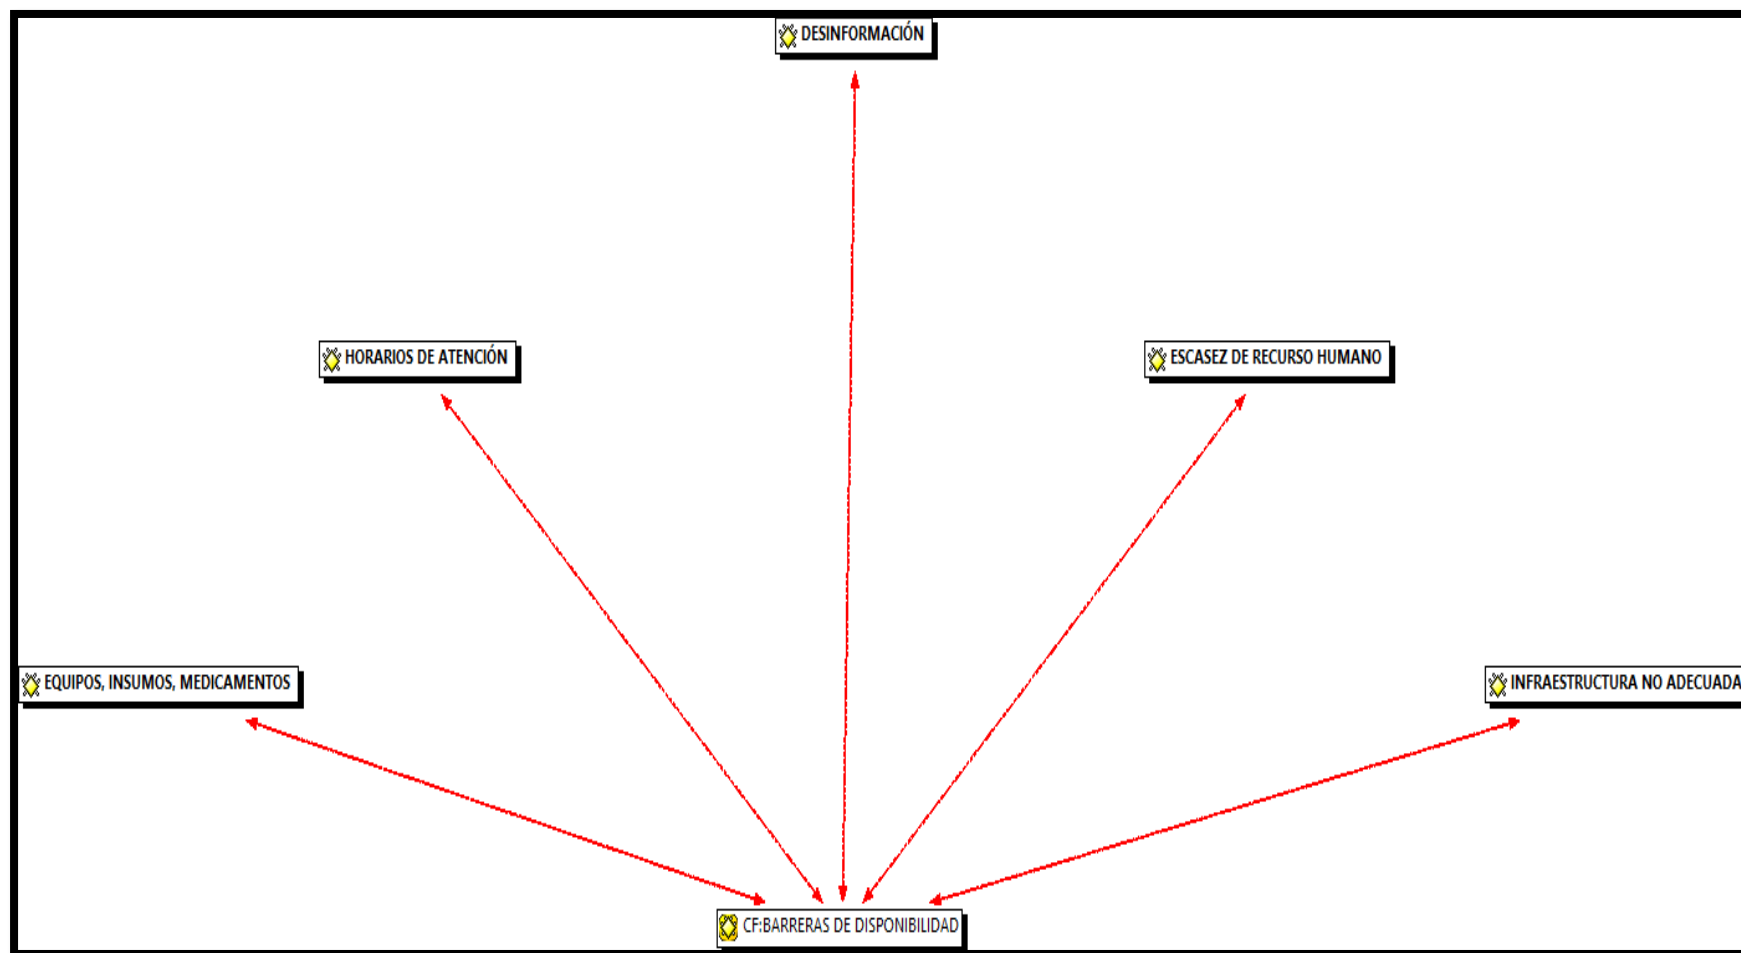 DESINFORMACIÓN
HORARIOS DE ATENCIÓN
ESCASEZ DE RECURSO HUMANO
EQUIPOS, INSUMOS, MEDICAMENTOS
INFRAESTRUCTURA NO ADECUADA
CF:BARRERAS DE DISPONIBILIDAD